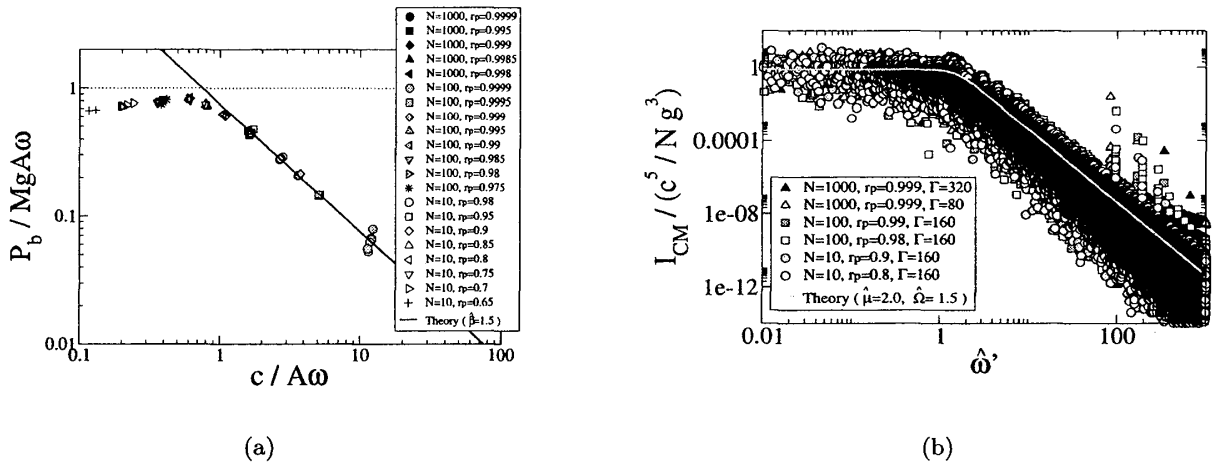 N=1000, rp=0.9999
N=1000, rp=0.995
N=1000, rp=0.999
N=1000, rp=0.9985
N=1000, rp=0.998
N=100, rp=0.9999
N=100, rp=0.9995
N=100, rp=0.999
N=100, rp=0.995
N=100, rp=0.99
N=100, rp=0.985
N=100, rp=0.98
N=100, rp=0.975
N=10, rp=0.98
N=10, rp=0.95
N=10, rp=0.9
N=10, rp=0.85
N=10, rp=0.8
N=10, rp=0.75
N=10, rp=0.7
N=10, rp=0.65
Theory ( β̂=1.5)
P_b / MgAω
1
0.1
0.01
0.1
1
10
100
c / Aω
(a)
I_CM / (c^5 / N g^3)
1
0.0001
1e-08
1e-12
N=1000, rp=0.999, Γ=320
N=1000, rp=0.999, Γ=80
N=100, rp=0.99, Γ=160
N=100, rp=0.98, Γ=160
N=10, rp=0.9, Γ=160
N=10, rp=0.8, Γ=160
Theory ( μ̂=2.0, Ω̂= 1.5 )
0.01
1
100
ω̂'
(b)